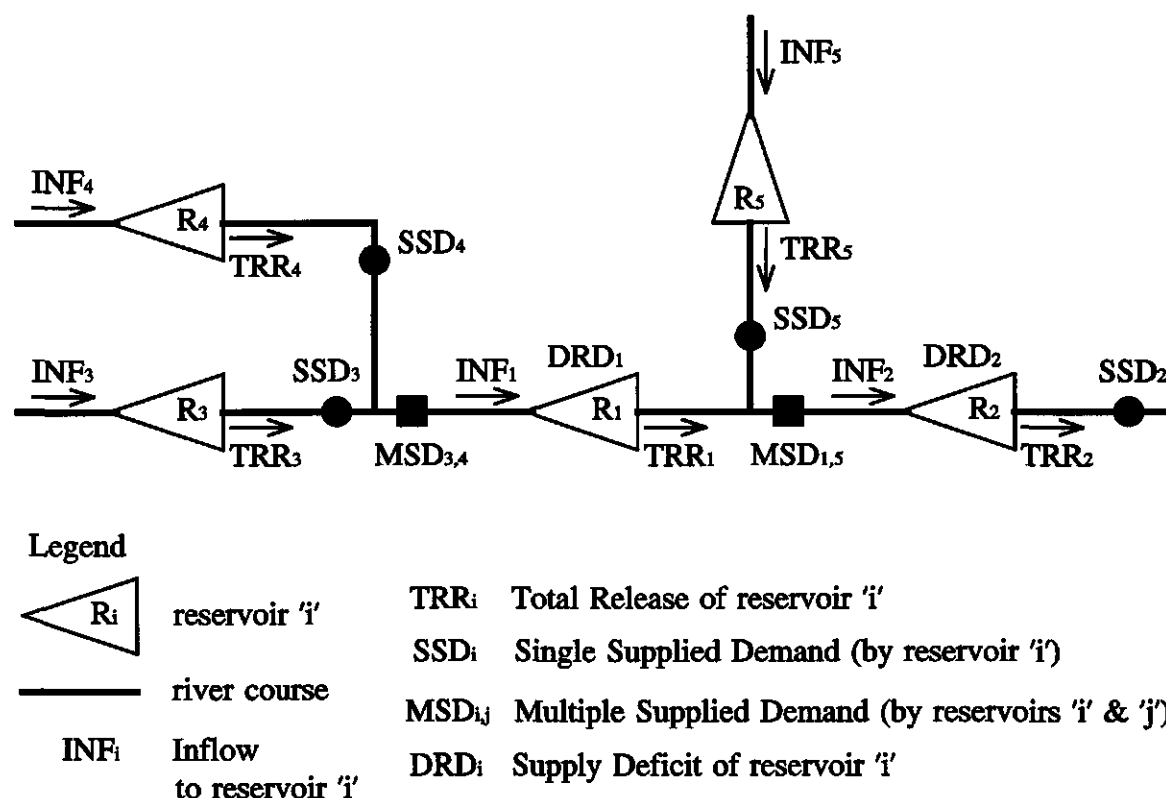 INF₅
INF₄
R₄
R₅
SSD₄
TRR₄
TRR₅
SSD₅
INF₃
SSD₃
INF₁
DRD₁
INF₂
DRD₂
SSD₂
R₃
R₁
R₂
TRR₃
MSD₃,₄
TRR₁
MSD₁,₅
TRR₂
Legend
Rᵢ
reservoir 'i'
river course
INFᵢ Inflow
to reservoir 'i'
TRRᵢ Total Release of reservoir 'i'
SSDᵢ Single Supplied Demand (by reservoir 'i')
MSDᵢ,ⱼ Multiple Supplied Demand (by reservoirs 'i' & 'j')
DRDᵢ Supply Deficit of reservoir 'i'